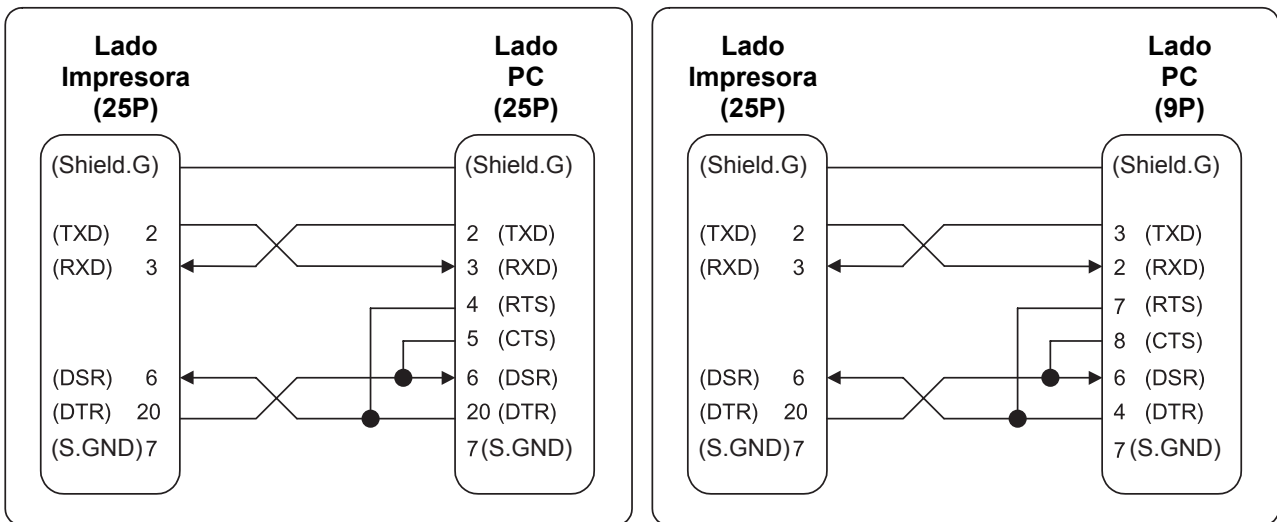 Lado
Impresora
(25P)
Lado
PC
(25P)
(Shield.G)
(TXD) 2
(RXD) 3
(DSR) 6
(DTR) 20
(S.GND)7
(Shield.G)
2 (TXD)
3 (RXD)
4 (RTS)
5 (CTS)
6 (DSR)
20 (DTR)
7(S.GND)
Lado
Impresora
(25P)
Lado
PC
(9P)
(Shield.G)
(TXD) 2
(RXD) 3
(DSR) 6
(DTR) 20
(S.GND)7
(Shield.G)
3 (TXD)
2 (RXD)
7 (RTS)
8 (CTS)
6 (DSR)
4 (DTR)
7 (S.GND)